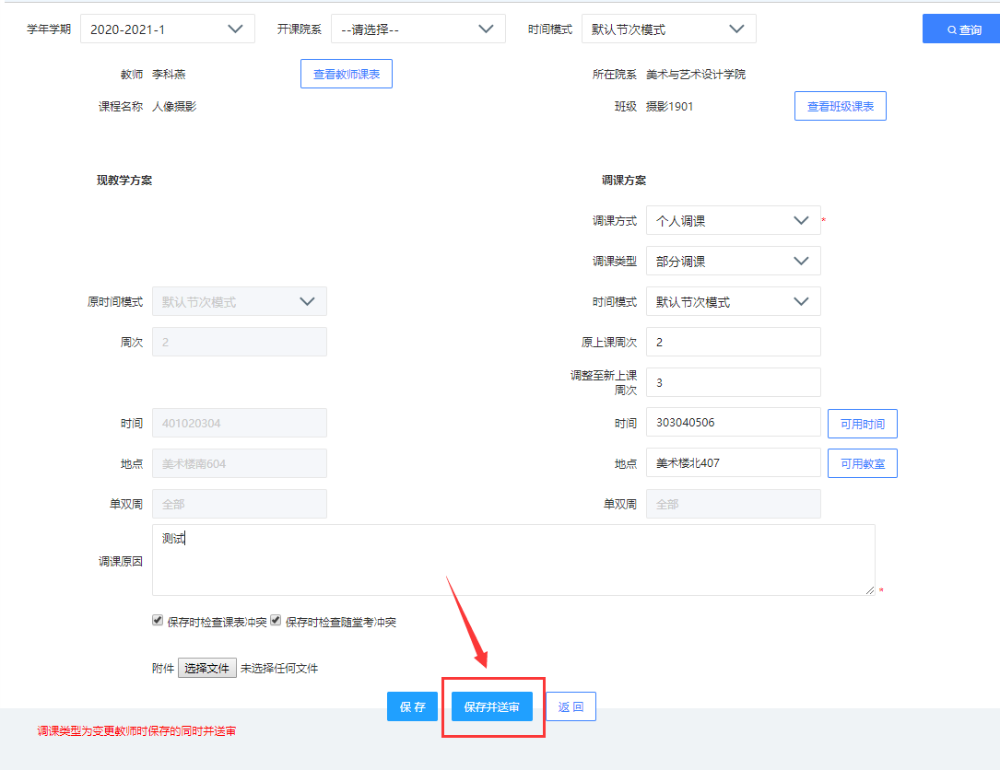 学年学期 2020-2021-1 开课院系 --请选择-- 时间模式 默认节次模式 查询
教师 李科燕 查看教师课表 所在院系 美术与艺术设计学院
课程名称 人像摄影 班级 摄影1901 查看班级课表
现教学方案 调课方案
调课方式 个人调课 *
调课类型 部分调课
原时间模式 默认节次模式 时间模式 默认节次模式
周次 2 原上课周次 2
调整至新上课
周次 3
时间 401020304 时间 303040506 可用时间
地点 美术楼南604 地点 美术楼北407 可用教室
单双周 全部 单双周 全部
调课原因 测试 *
保存时检查课表冲突 保存时检查随堂考冲突
附件 选择文件 未选择任何文件
保 存 保存并送审 返 回
调课类型为变更教师时保存的同时并送审